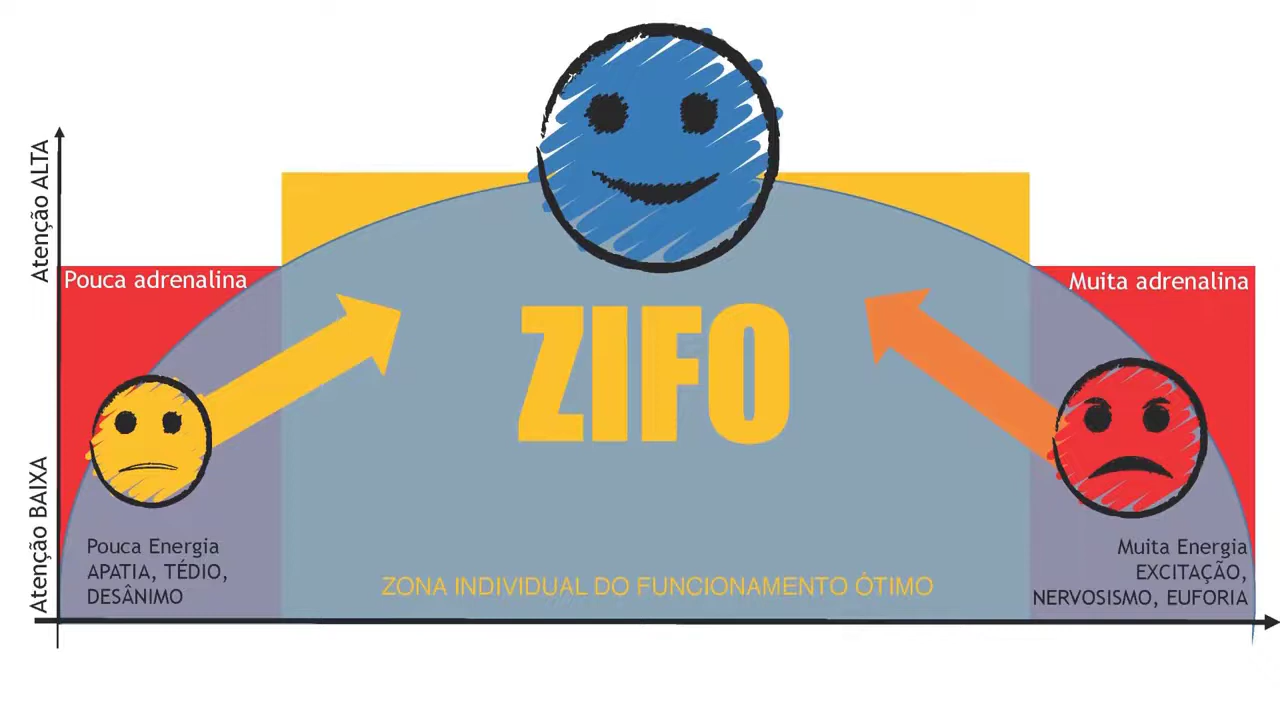 Atenção ALTA
Pouca adrenalina
Muita adrenalina
ZIFO
Atenção BAIXA
Pouca Energia
APATIA, TÉDIO,
DESÂNIMO
ZONA INDIVIDUAL DO FUNCIONAMENTO ÓTIMO
Muita Energia
EXCITAÇÃO,
NERVOSISMO, EUFORIA